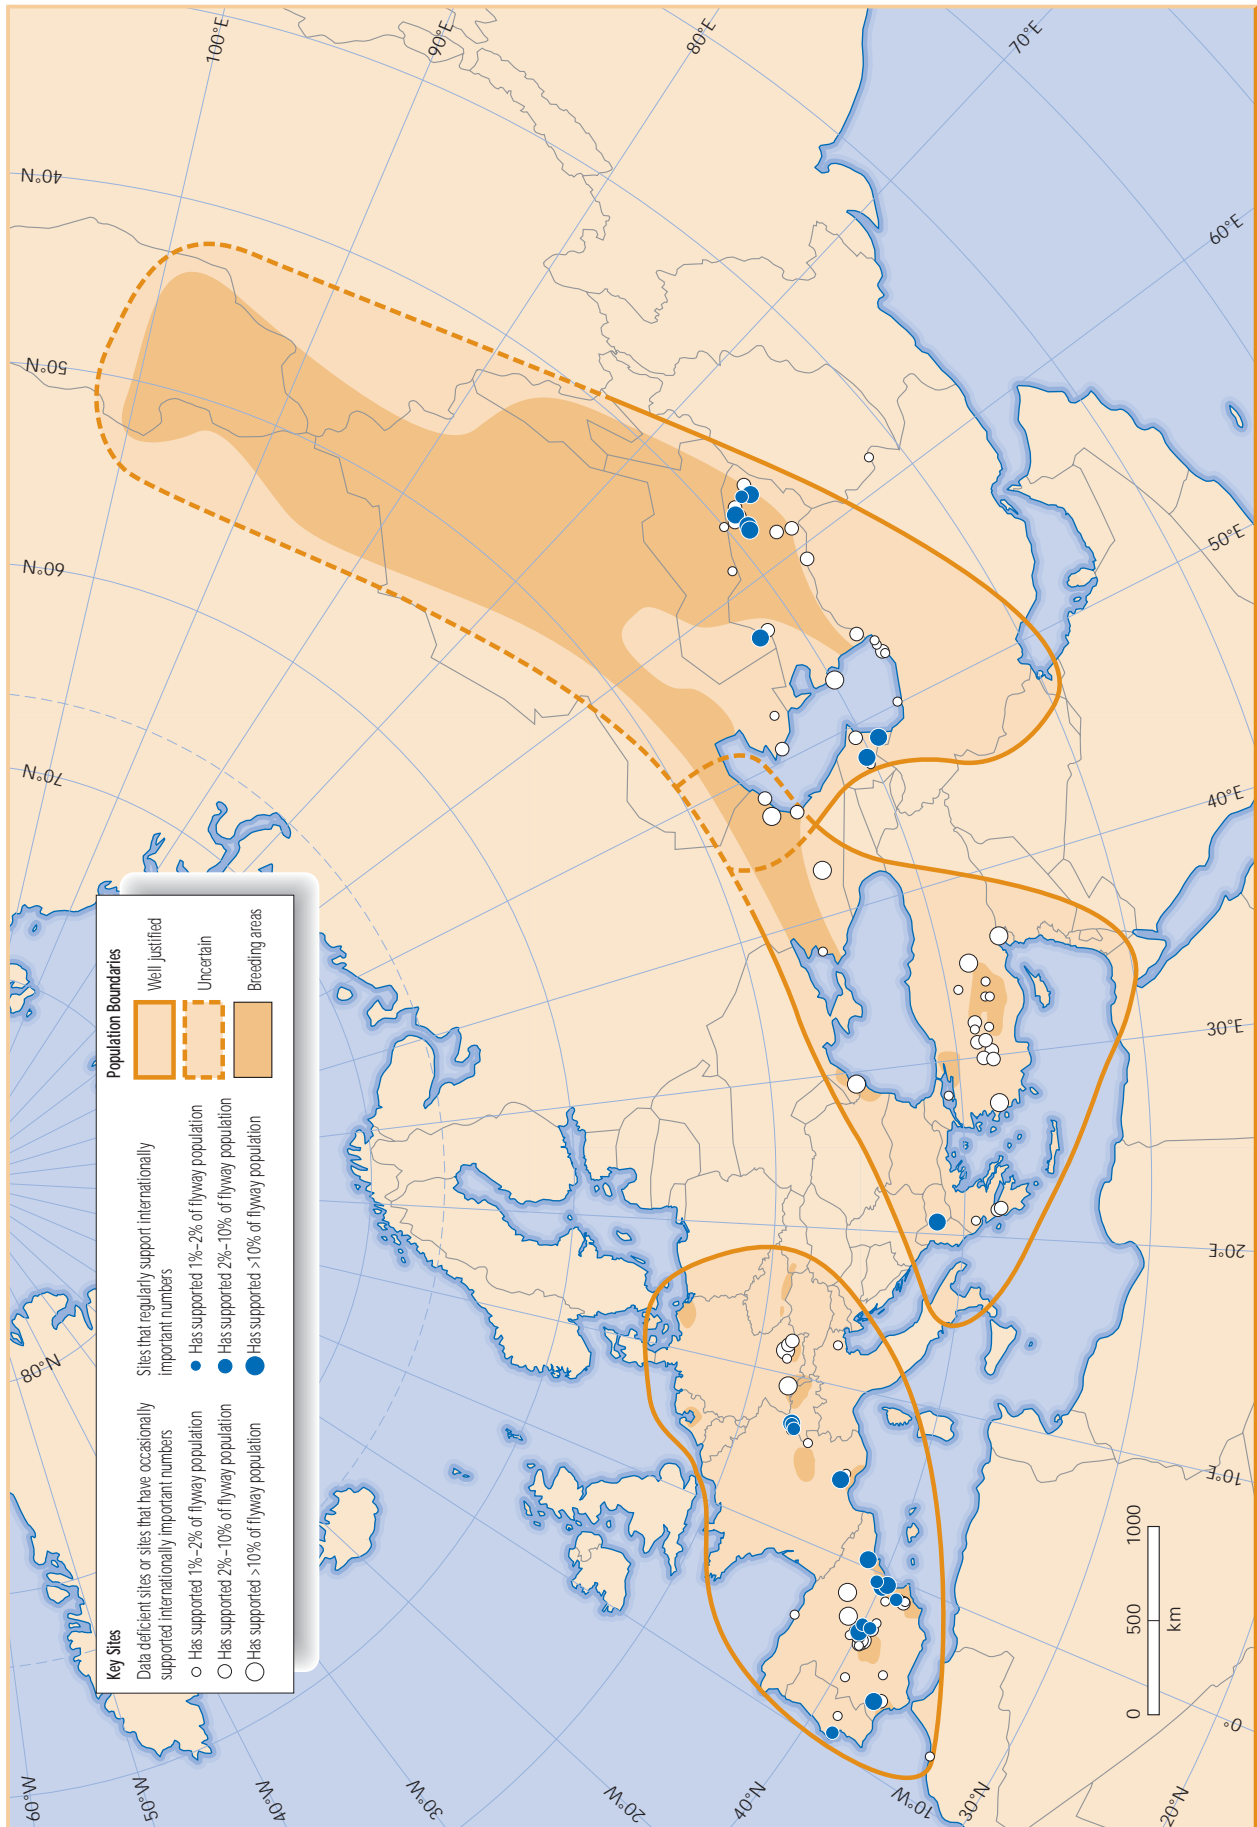 Key Sites
Data deficient sites or sites that have occasionally
supported internationally important numbers
Has supported 1%–2% of flyway population
Has supported 2%–10% of flyway population
Has supported >10% of flyway population
Sites that regularly support internationally
important numbers
Has supported 1%–2% of flyway population
Has supported 2%–10% of flyway population
Has supported >10% of flyway population
Population Boundaries
Well justified
Uncertain
Breeding areas
60°W
50°W
40°W
30°W
20°W
10°W
0°
10°E
20°E
30°E
40°E
50°E
60°E
70°E
80°E
90°E
100°E
80°N
70°N
60°N
50°N
40°N
40°N
30°N
20°N
0
500
1000
km